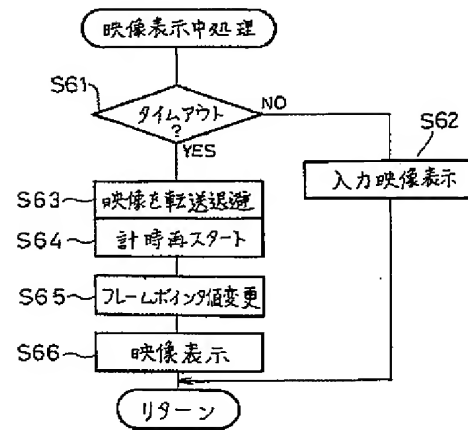 映像表示中処理
S61
タイムアウト
?
NO
YES
S62
入力映像表示
S63
映像を転送退避
S64
計時再スタート
S65
フレームポインタ値変更
S66
映像表示
リターン